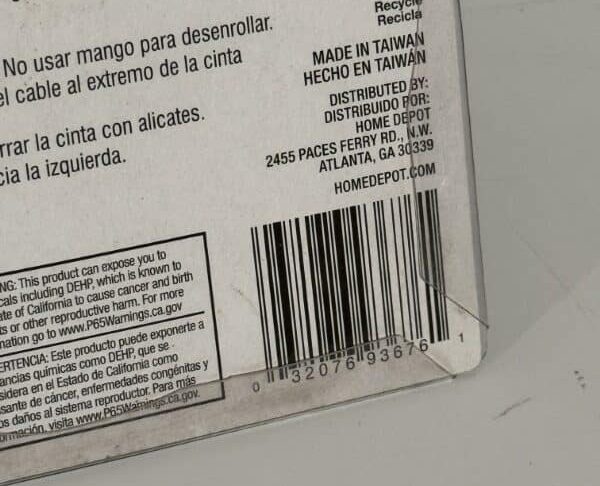 Recycle
Recicla
No usar mango para desenrollar.
el cable al extremo de la cinta
rrar la cinta con alicates.
cia la izquierda.
MADE IN TAIWAN
HECHO EN TAIWÁN
DISTRIBUTED BY:
DISTRIBUIDO POR:
HOME DEPOT
2455 PACES FERRY RD., N.W.
ATLANTA, GA 30339
HOMEDEPOT.COM
NG: This product can expose you to
cals including DEHP, which is known to
ate of California to cause cancer and birth
ts or other reproductive harm. For more
mation go to www.P65Warnings.ca.gov
ERTENCIA: Este producto puede exponerte a
ancias químicas como DEHP, que se
sidera en el Estado de California como
sante de cáncer, enfermedades congénitas y
os daños al sistema reproductor. Para más
ormación, visita www.P65Warnings.ca.gov.
0 32076 93676 1